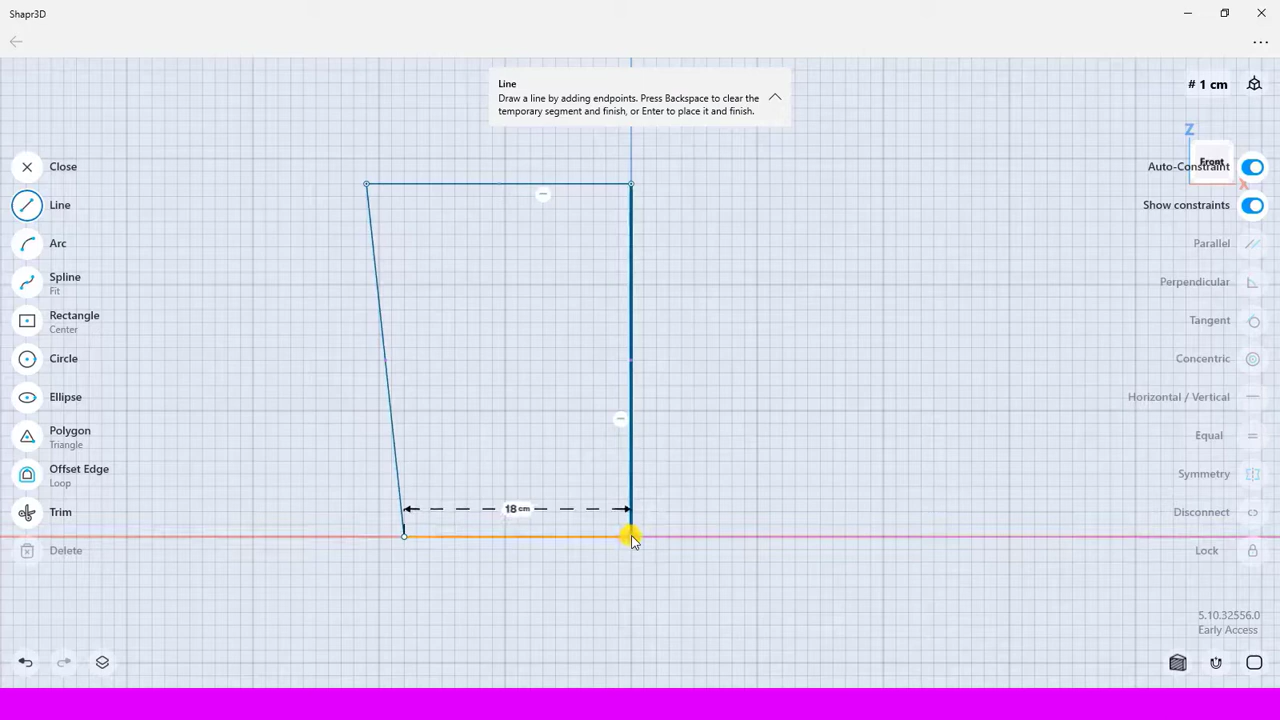 Shapr3D
Line
Draw a line by adding endpoints. Press Backspace to clear the
temporary segment and finish, or Enter to place it and finish.
# 1 cm
Z
Front
X
Close
Line
Arc
Spline
Fit
Rectangle
Center
Circle
Ellipse
Polygon
Triangle
Offset Edge
Loop
Trim
Delete
18 cm
Auto-Constraint
Show constraints
Parallel
Perpendicular
Tangent
Concentric
Horizontal / Vertical
Equal
Symmetry
Disconnect
Lock
5.10.32556.0
Early Access